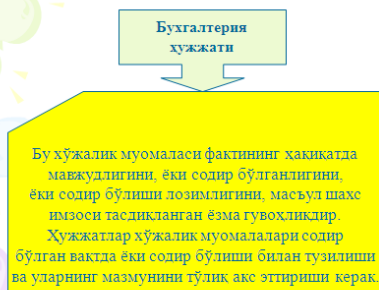 Бухгалтерия
ҳужжати
Бу хўжалик муомаласи фактининг ҳақиқатда
мавжудлигини, ёки содир бўлганлигини,
ёки содир бўлиши лозимлигини, масъул шахс
имзоси тасдиқланган ёзма гувоҳликдир.
Ҳужжатлар хўжалик муомалалари содир
бўлган вақтда ёки содир бўлиши билан тузилиши
ва уларнинг мазмунини тўлиқ акс эттириши керак.